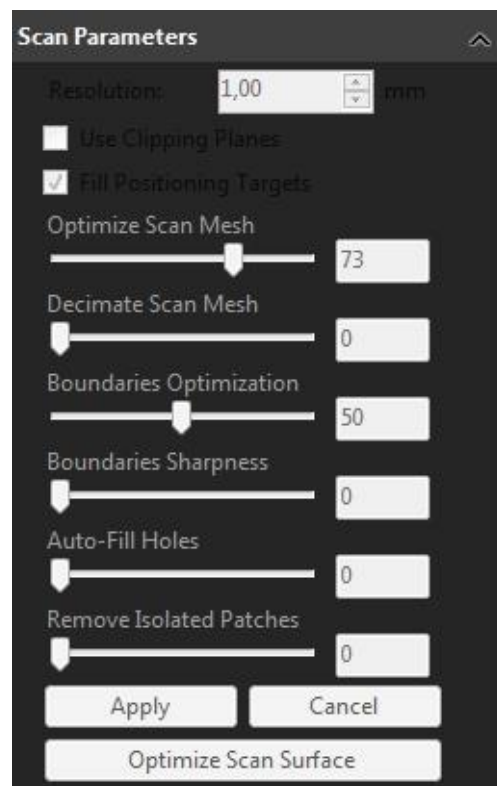 Scan Parameters
Resolution: 1,00 mm
Use Clipping Planes
Fill Positioning Targets
Optimize Scan Mesh
73
Decimate Scan Mesh
0
Boundaries Optimization
50
Boundaries Sharpness
0
Auto-Fill Holes
0
Remove Isolated Patches
0
Apply Cancel
Optimize Scan Surface